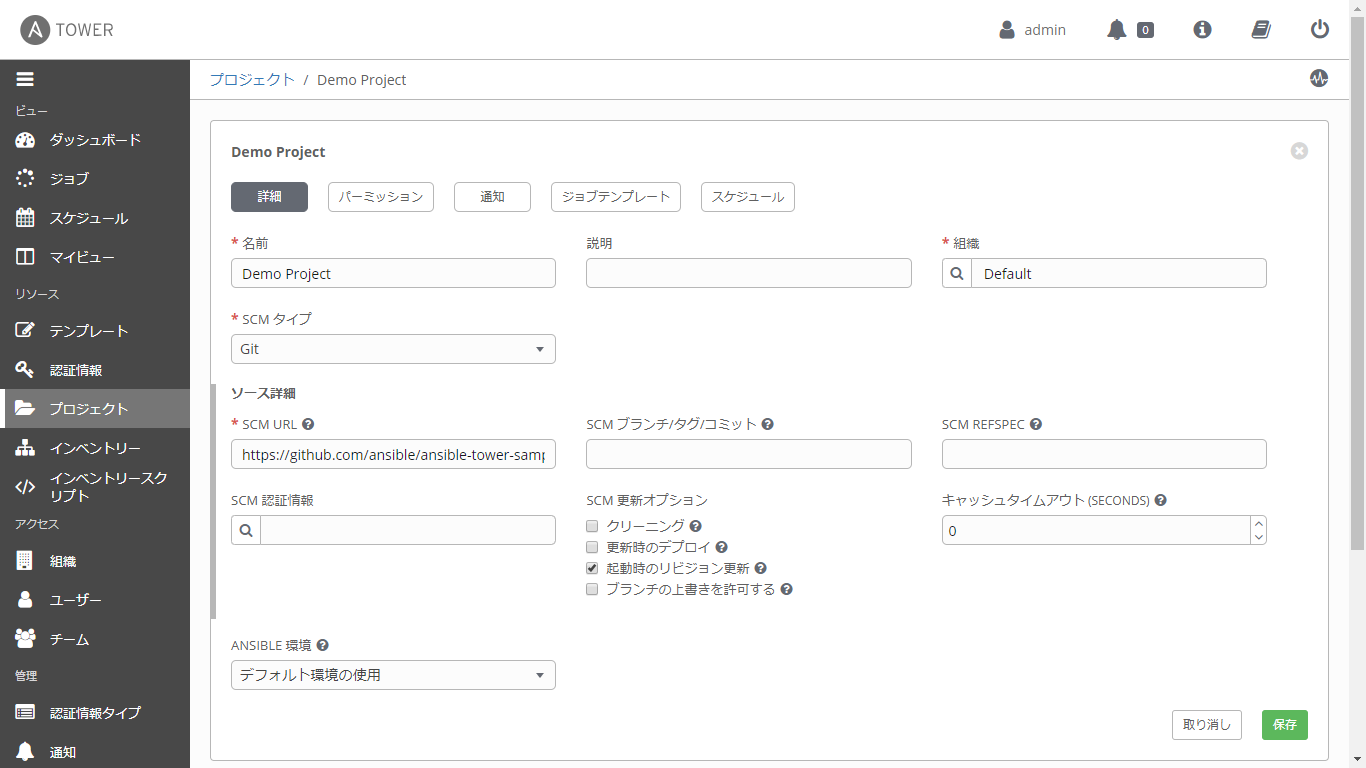 TOWER
admin
0
ビュー
ダッシュボード
ジョブ
スケジュール
マイビュー
リソース
テンプレート
認証情報
プロジェクト
インベントリー
インベントリースク
リプト
アクセス
組織
ユーザー
チーム
管理
認証情報タイプ
通知
プロジェクト / Demo Project
Demo Project
詳細 パーミッション 通知 ジョブテンプレート スケジュール
* 名前 説明 * 組織
Demo Project Default
* SCM タイプ
Git
ソース詳細
* SCM URL SCM ブランチ/タグ/コミット SCM REFSPEC
https://github.com/ansible/ansible-tower-samp
SCM 認証情報 SCM 更新オプション キャッシュタイムアウト (SECONDS)
クリーニング
0
更新時のデプロイ
起動時のリビジョン更新
ブランチの上書きを許可する
ANSIBLE 環境
デフォルト環境の使用
取り消し 保存